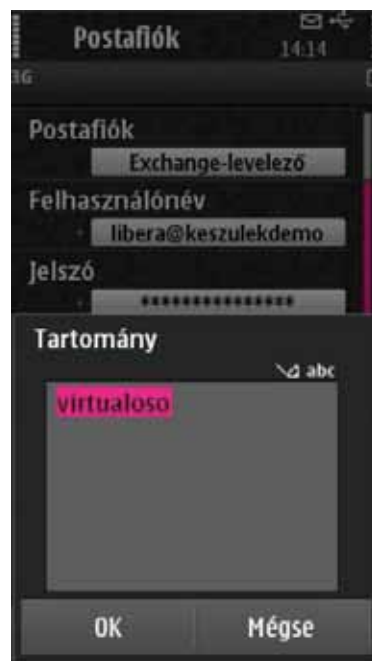 Postafiók
14:14
3G
Postafiók
Exchange-levelező
Felhasználónév
libera@keszulekdemo
Jelszó
***************
Tartomány
abc
virtualoso
OK
Mégse